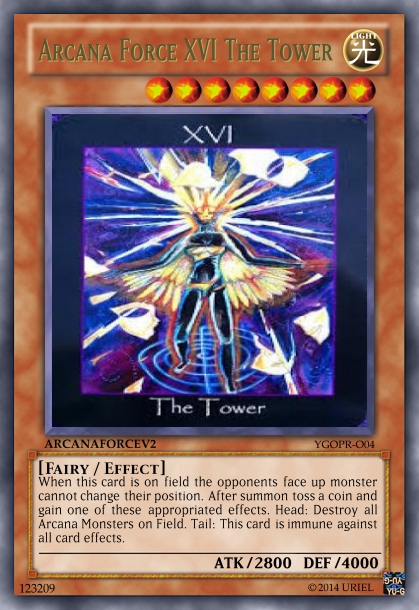 Arcana Force XVI The Tower
LIGHT
光
XVI
The Tower
ARCANAFORCEV2 YGOPR-O04
[Fairy / Effect]
When this card is on field the opponents face up monster
cannot change their position. After summon toss a coin and
gain one of these appropriated effects. Head: Destroy all
Arcana Monsters on Field. Tail: This card is immune against
all card effects.
ATK/2800 DEF/4000
123209 ©2014 URIEL